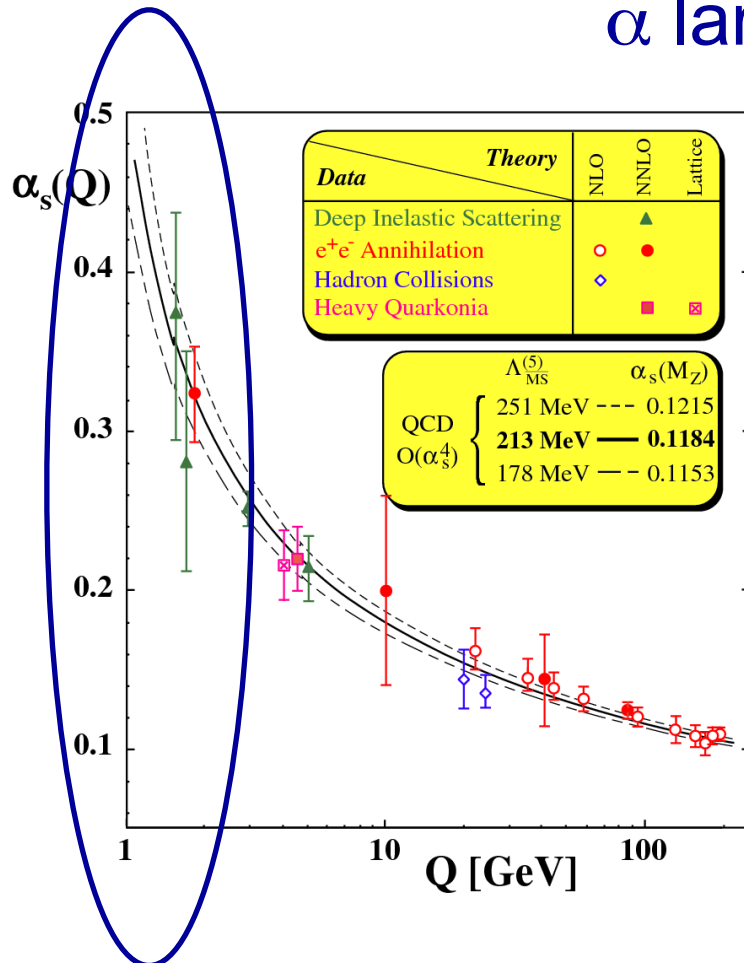 α lar
0.5
αs(Q)
0.4
0.3
0.2
0.1
1 10 100
Q [GeV]
Theory
Data
NLO
NNLO
Lattice
Deep Inelastic Scattering
e⁺e⁻ Annihilation
Hadron Collisions
Heavy Quarkonia
Λ(5)MS αs(MZ)
QCD
O(αs⁴)
251 MeV 0.1215
213 MeV 0.1184
178 MeV 0.1153